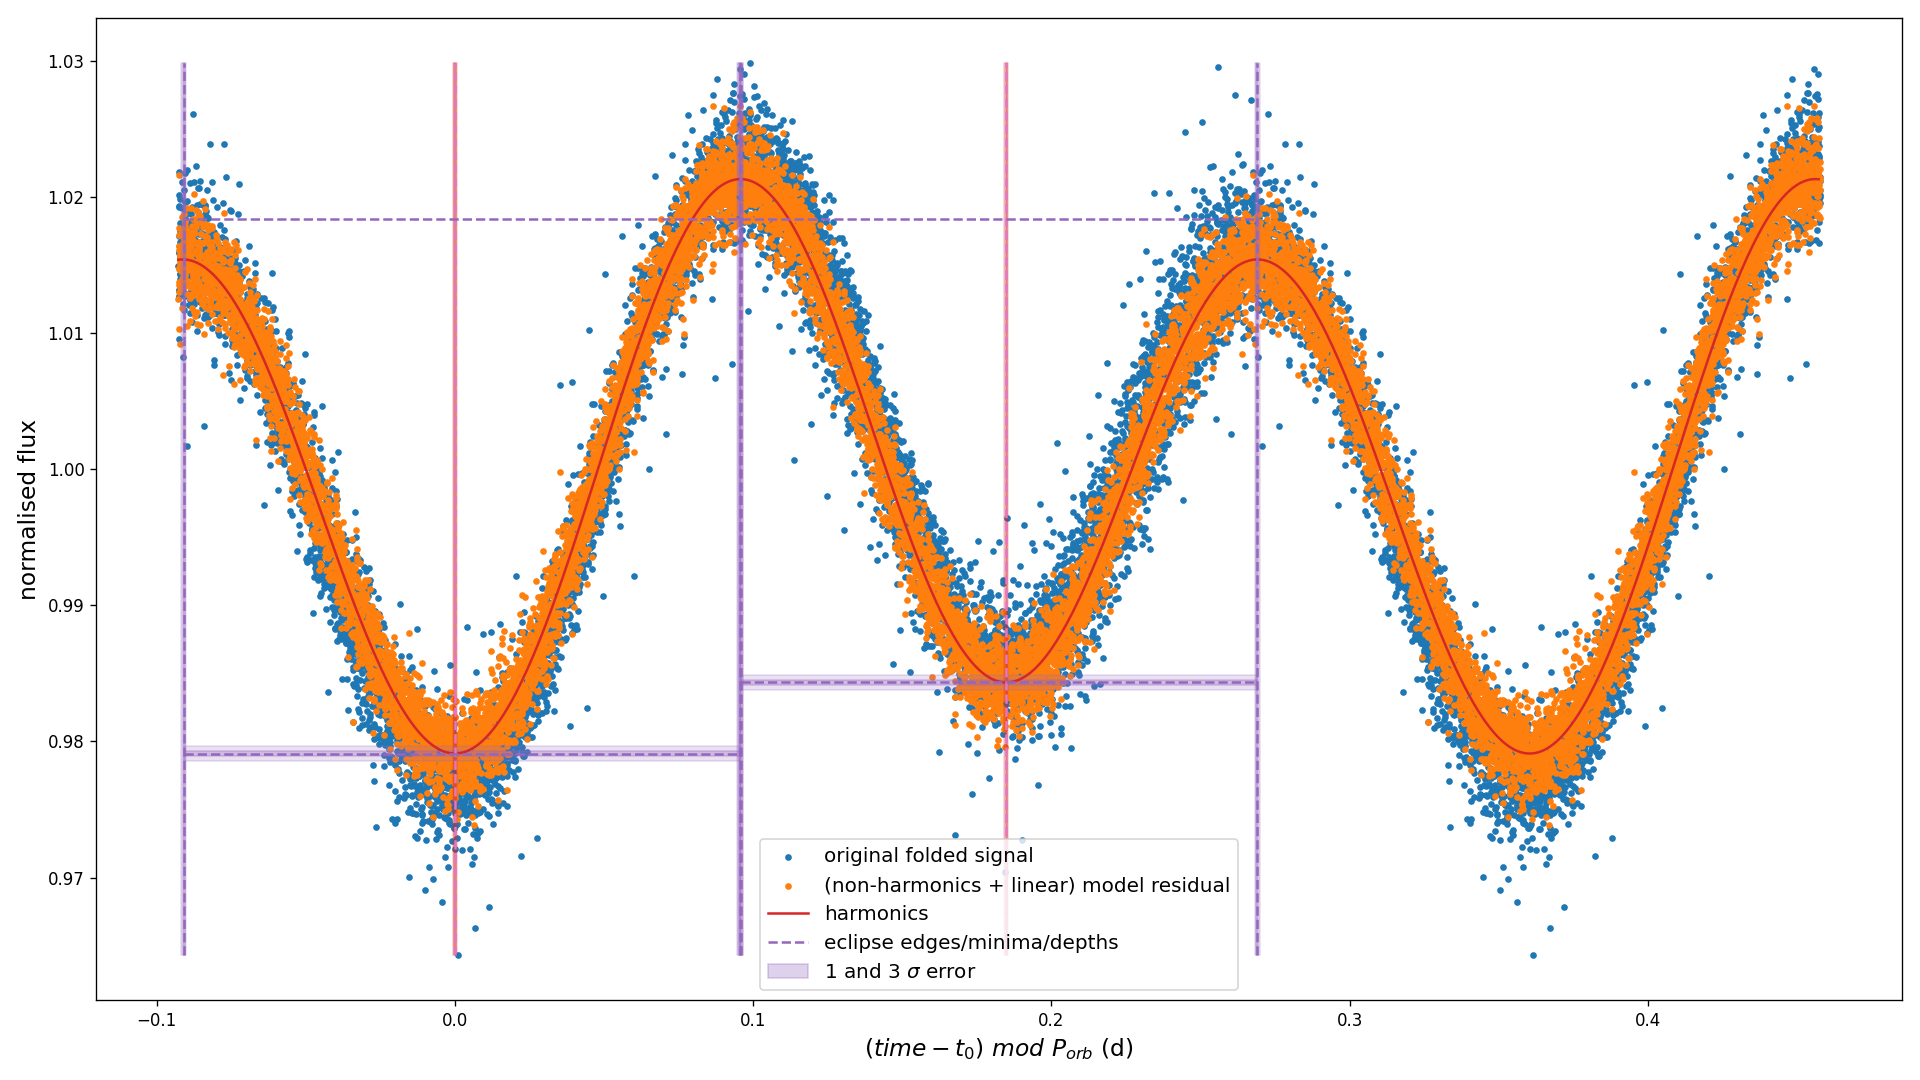 normalised flux
1.03
1.02
1.01
1.00
0.99
0.98
0.97
original folded signal
(non-harmonics + linear) model residual
harmonics
eclipse edges/minima/depths
1 and 3 σ error
−0.1
0.0
0.1
0.2
0.3
0.4
(time − t₀) mod Pₒᵣb (d)